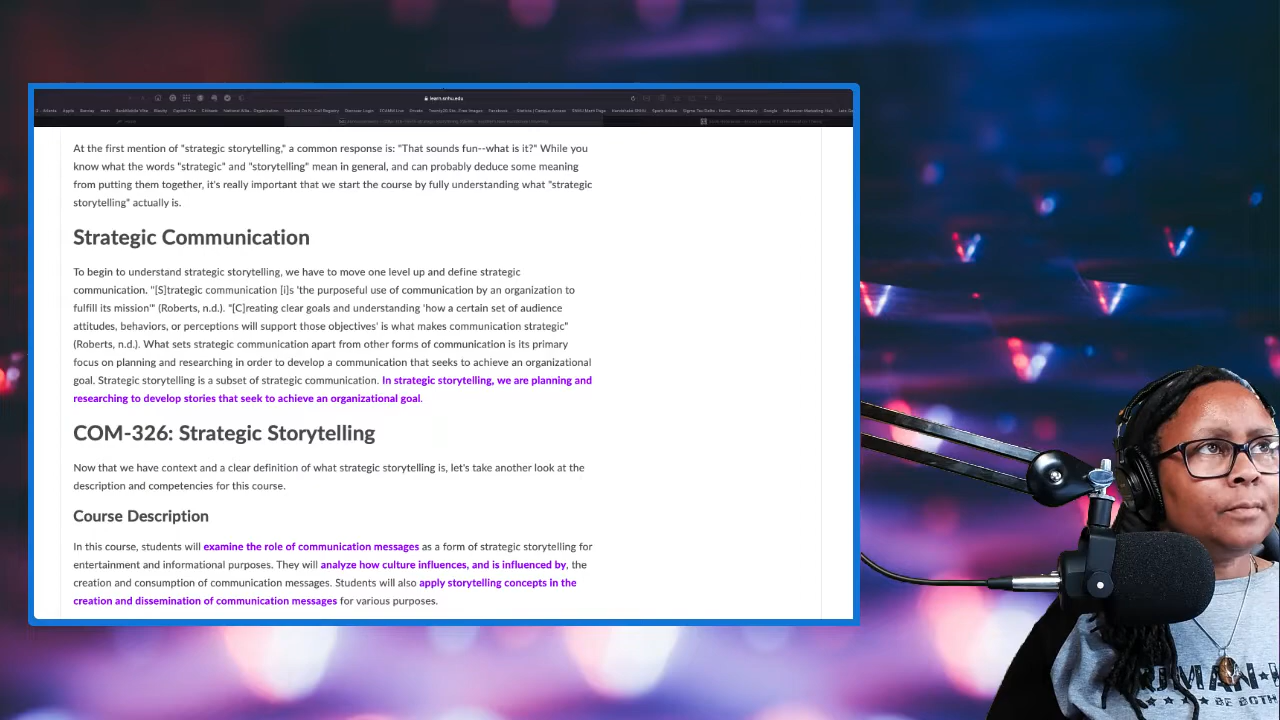 learn.snhu.edu
At the first mention of "strategic storytelling," a common response is: "That sounds fun--what is it?" While you
know what the words "strategic" and "storytelling" mean in general, and can probably deduce some meaning
from putting them together, it's really important that we start the course by fully understanding what "strategic
storytelling" actually is.
Strategic Communication
To begin to understand strategic storytelling, we have to move one level up and define strategic
communication. "[S]trategic communication [i]s 'the purposeful use of communication by an organization to
fulfill its mission'" (Roberts, n.d.). "[C]reating clear goals and understanding 'how a certain set of audience
attitudes, behaviors, or perceptions will support those objectives' is what makes communication strategic"
(Roberts, n.d.). What sets strategic communication apart from other forms of communication is its primary
focus on planning and researching in order to develop a communication that seeks to achieve an organizational
goal. Strategic storytelling is a subset of strategic communication. In strategic storytelling, we are planning and
researching to develop stories that seek to achieve an organizational goal.
COM-326: Strategic Storytelling
Now that we have context and a clear definition of what strategic storytelling is, let's take another look at the
description and competencies for this course.
Course Description
In this course, students will examine the role of communication messages as a form of strategic storytelling for
entertainment and informational purposes. They will analyze how culture influences, and is influenced by, the
creation and consumption of communication messages. Students will also apply storytelling concepts in the
creation and dissemination of communication messages for various purposes.
BE BOTH